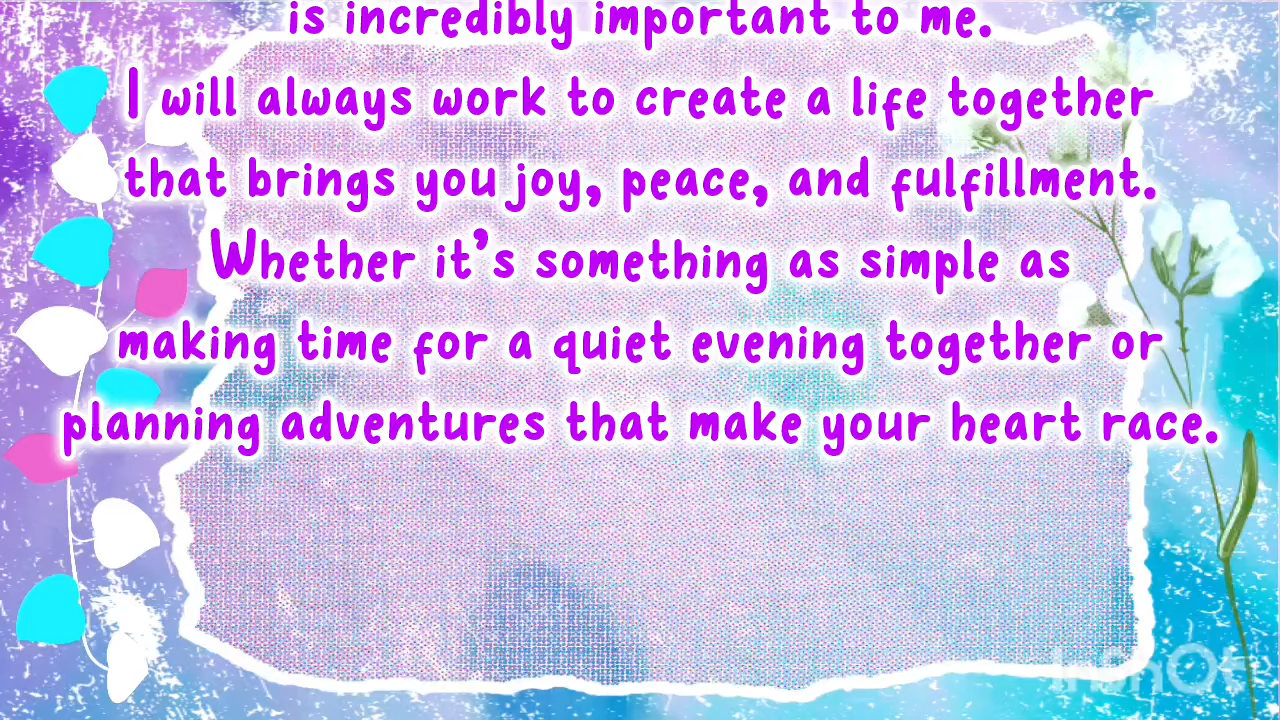 is incredibly important to me.
I will always work to create a life together
that brings you joy, peace, and fulfillment.
Whether it's something as simple as
making time for a quiet evening together or
planning adventures that make your heart race.
InShOt